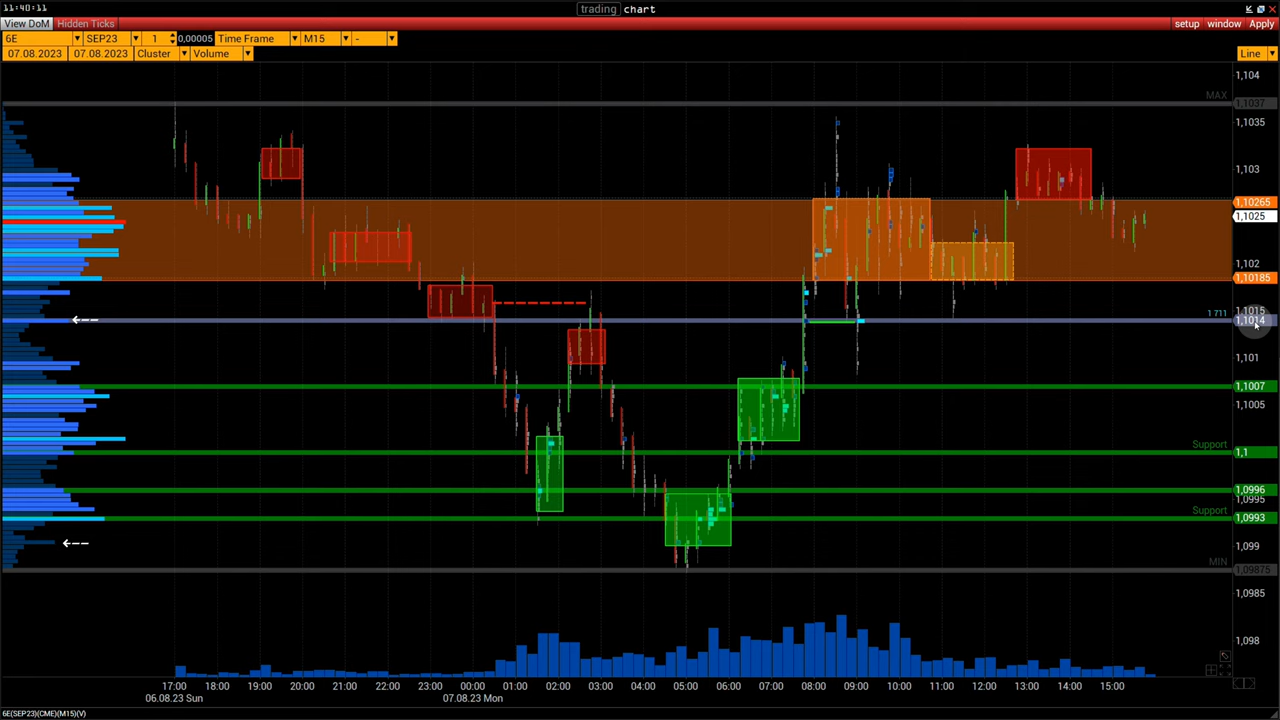 11:40:11
trading chart
View DoM Hidden Ticks setup window Apply
6E SEP23 1 0,00005 Time Frame M15 -
07.08.2023 07.08.2023 Cluster Volume Line
1,104
MAX
1,1037
1,1035
1,103
1,10265
1,1025
1,102
1,10185
1,1015
1 711
1,1014
1,101
1,1007
1,1005
Support
1,1
1,0996
1,0995
Support
1,0993
1,099
MIN
1,09875
1,0985
1,098
17:00 18:00 19:00 20:00 21:00 22:00 23:00 00:00 01:00 02:00 03:00 04:00 05:00 06:00 07:00 08:00 09:00 10:00 11:00 12:00 13:00 14:00 15:00
06.08.23 Sun 07.08.23 Mon
6E(SEP23)(CME)(M15)(V)